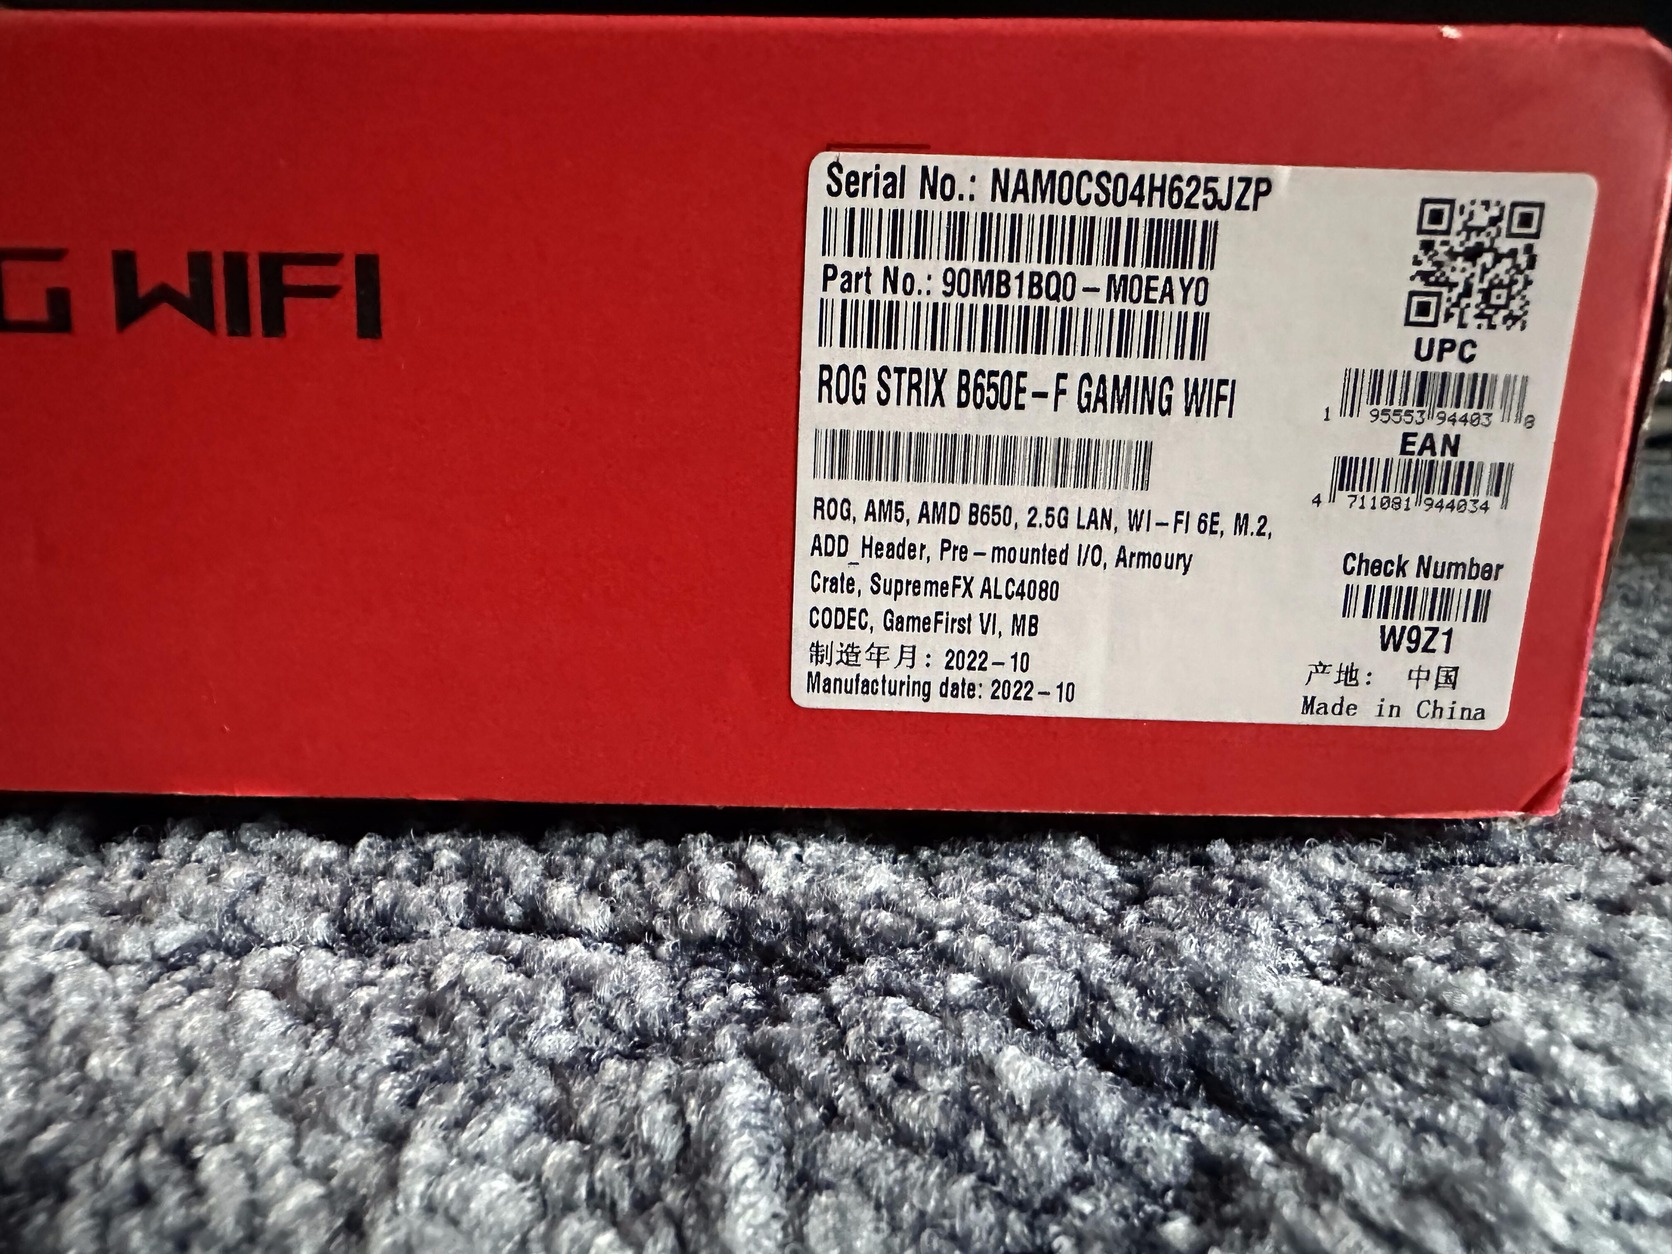 G WIFI
Serial No.: NAM0CS04H625JZP
Part No.: 90MB1BQ0-M0EAY0
ROG STRIX B650E-F GAMING WIFI
ROG, AM5, AMD B650, 2.5G LAN, WI-FI 6E, M.2,
ADD_Header, Pre-mounted I/O, Armoury
Crate, SupremeFX ALC4080
CODEC, GameFirst VI, MB
制造年月: 2022-10
Manufacturing date: 2022-10
UPC
1 95553 94403 8
EAN
4 711081 944034
Check Number
W9Z1
产地: 中国
Made in China